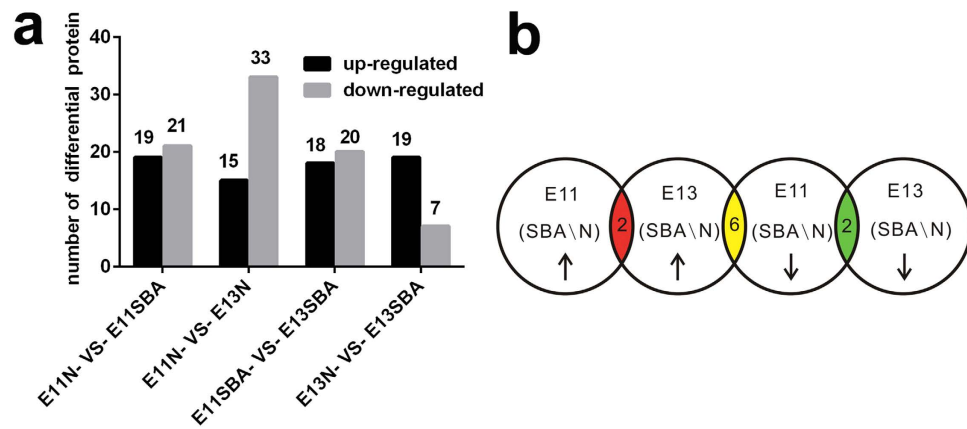 a
number of differential protein
40
30
20
10
0
19
21
15
33
18
20
19
7
up-regulated
down-regulated
E11N- VS- E11SBA
E11N- VS- E13N
E11SBA- VS- E13SBA
E13N- VS- E13SBA
b
E11
(SBA\N)
↑
2
E13
(SBA\N)
↑
6
E11
(SBA\N)
↓
2
E13
(SBA\N)
↓